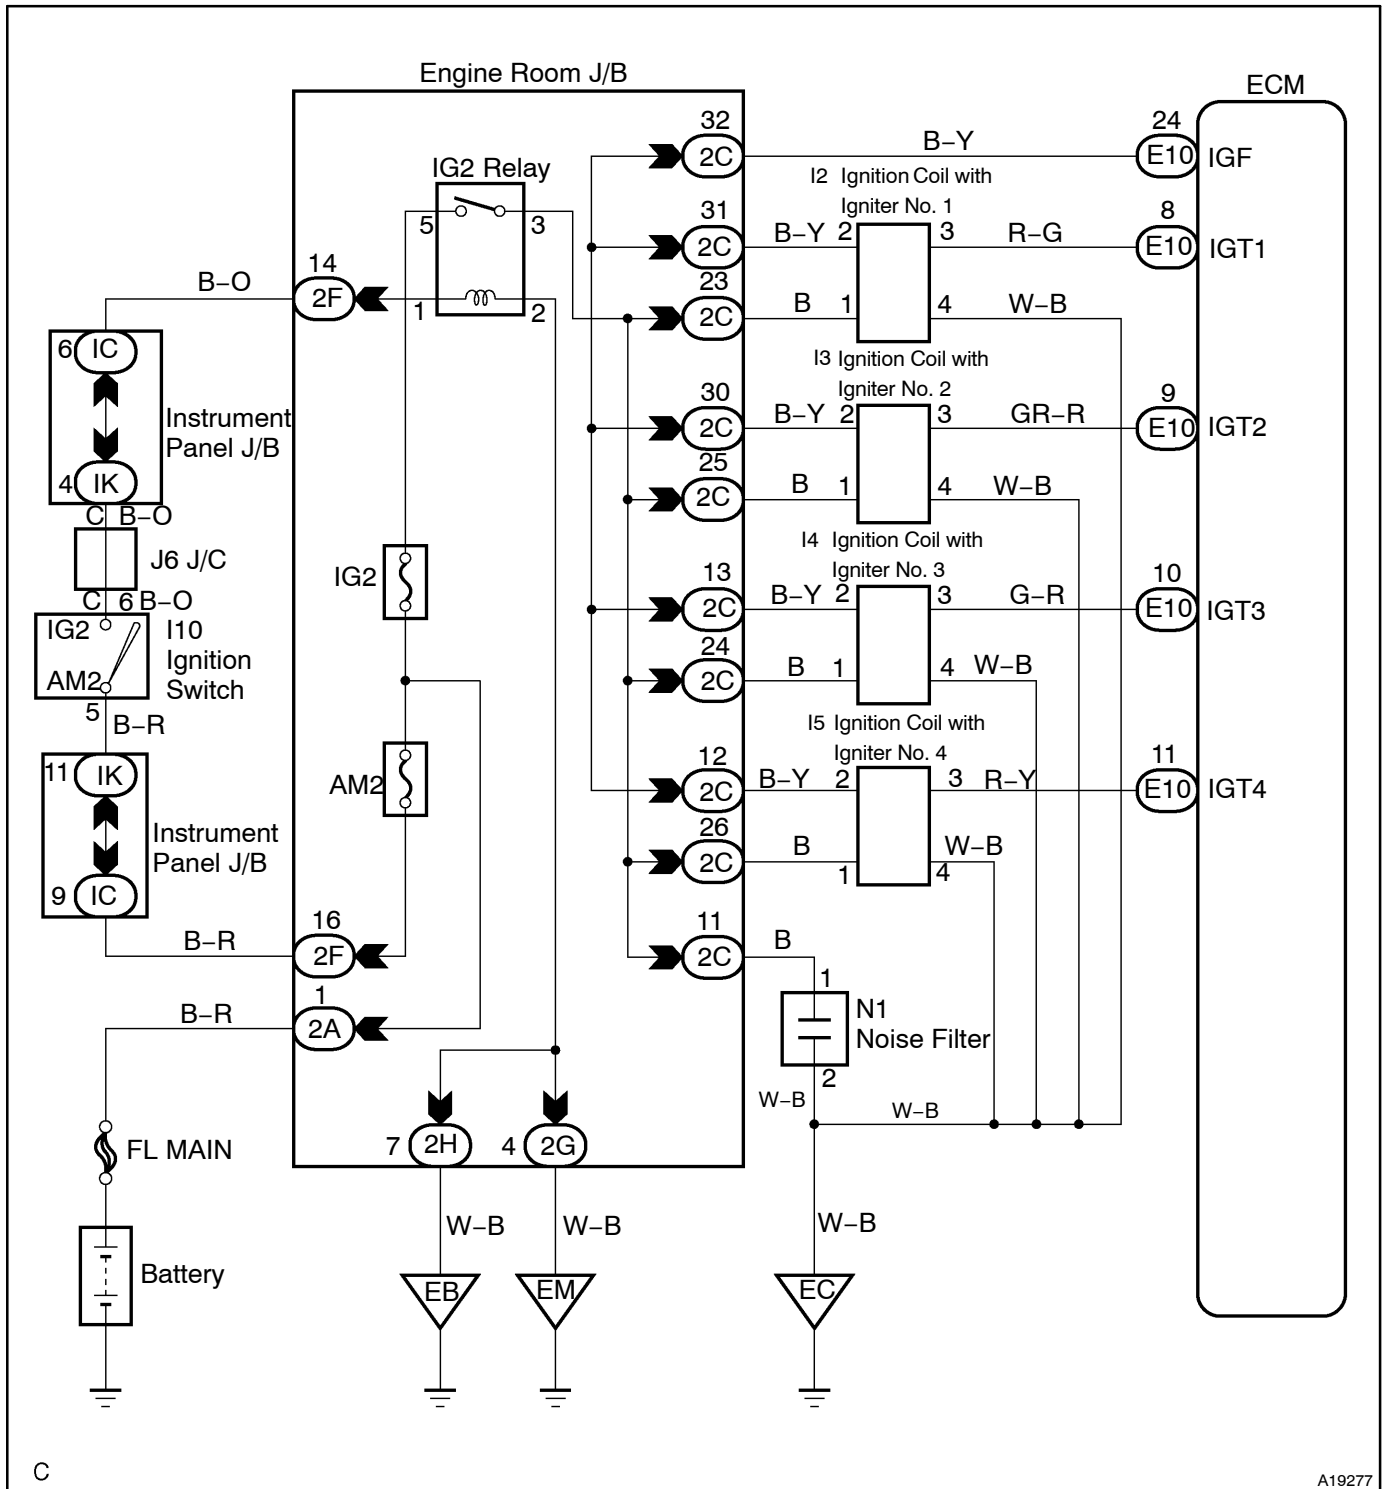 Engine Room J/B
ECM
32
2C
B–Y
24
E10
IGF
IG2 Relay
5
3
1
2
I2 Ignition Coil with
Igniter No. 1
31
2C
B–Y
2
3
R–G
8
E10
IGT1
14
2F
B–O
23
2C
B
1
4
W–B
6
IC
Instrument
Panel J/B
4
IK
I3 Ignition Coil with
Igniter No. 2
30
2C
B–Y
2
3
GR–R
9
E10
IGT2
25
2C
B
1
4
W–B
C
B–O
J6 J/C
C
6
B–O
IG2
AM2
I10
Ignition
Switch
5
B–R
IG2
I4 Ignition Coil with
Igniter No. 3
13
2C
B–Y
2
3
G–R
10
E10
IGT3
24
2C
B
1
4
W–B
11
IK
Instrument
Panel J/B
9
IC
AM2
I5 Ignition Coil with
Igniter No. 4
12
2C
B–Y
2
3
R–Y
11
E10
IGT4
26
2C
B
1
4
W–B
16
2F
B–R
11
2C
B
1
2A
B–R
1
N1
Noise Filter
2
W–B
W–B
FL MAIN
7
2H
4
2G
W–B
W–B
W–B
Battery
EB
EM
EC
C
A19277